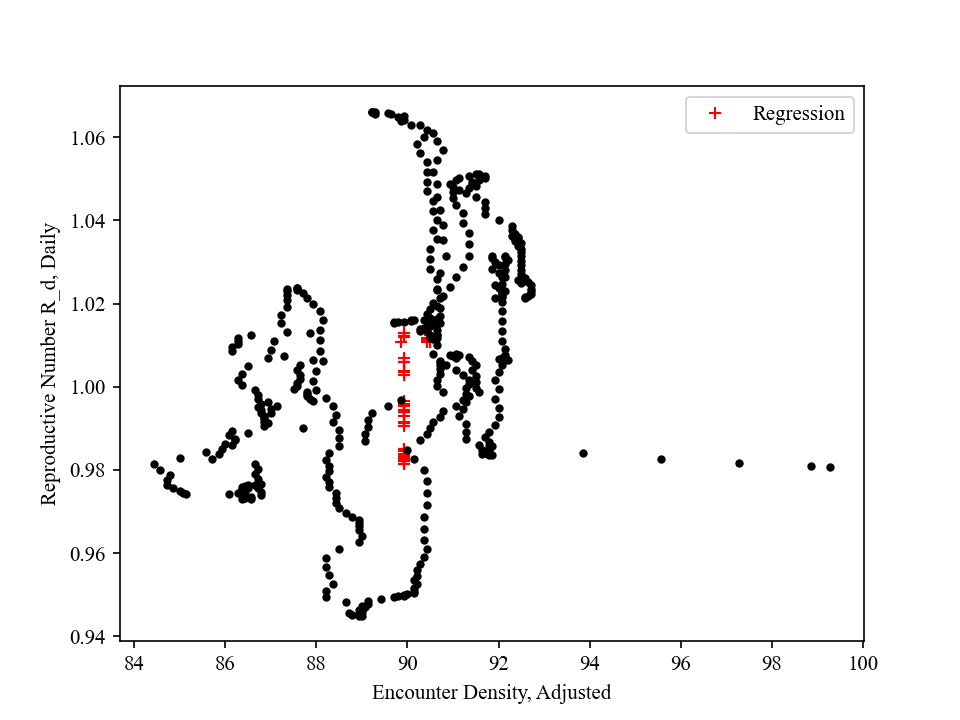 Regression
1.06
1.04
1.02
1.00
0.98
0.96
0.94
Reproductive Number R_d, Daily
84 86 88 90 92 94 96 98 100
Encounter Density, Adjusted